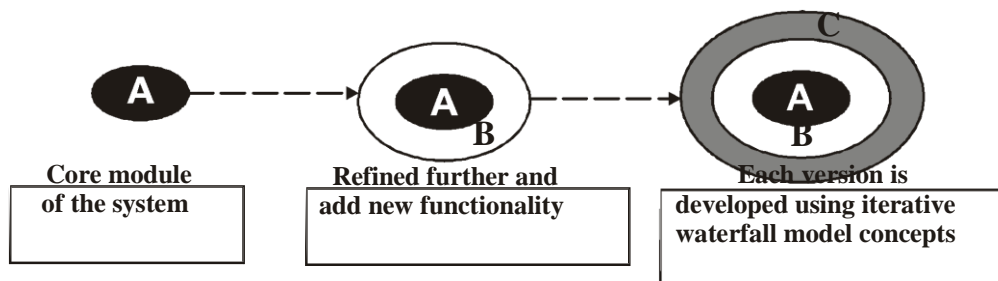 A
A
B
C
A
B
Core module
of the system
Refined further and
add new functionality
Each version is
developed using iterative
waterfall model concepts